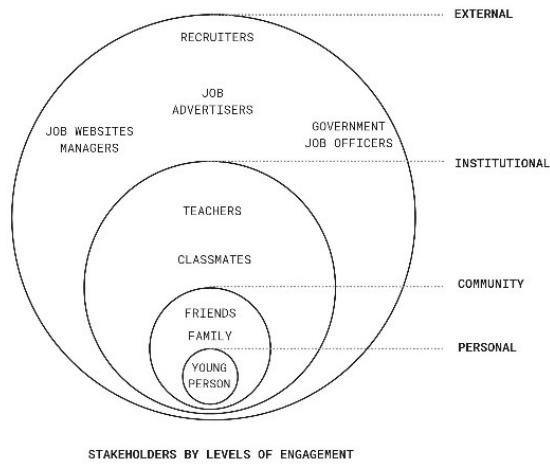 EXTERNAL
RECRUITERS
JOB
ADVERTISERS
JOB WEBSITES
MANAGERS
GOVERNMENT
JOB OFFICERS
INSTITUTIONAL
TEACHERS
CLASSMATES
COMMUNITY
FRIENDS
FAMILY
PERSONAL
YOUNG
PERSON
STAKEHOLDERS BY LEVELS OF ENGAGEMENT